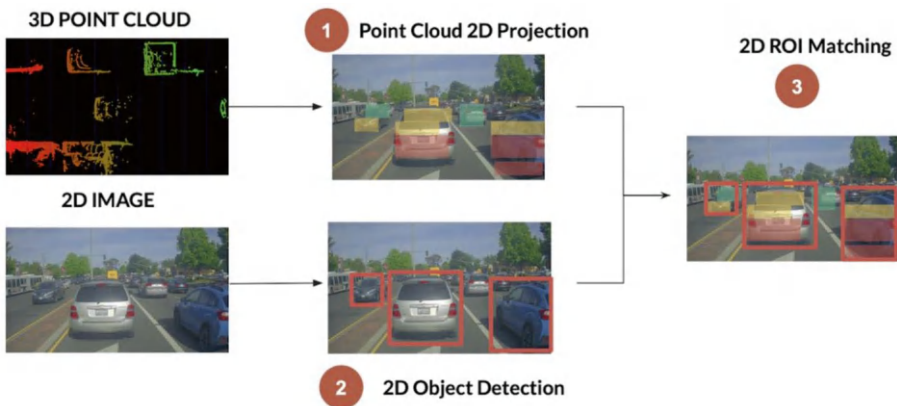 3D POINT CLOUD
1 Point Cloud 2D Projection
2D ROI Matching
3
2D IMAGE
2 2D Object Detection